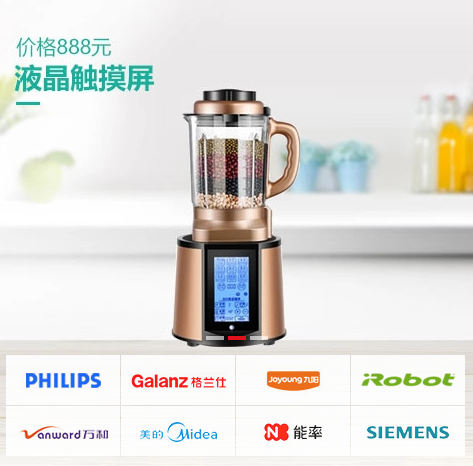 价格888元
液晶触摸屏
PHILIPS
Galanz 格兰仕
Joyoung 九阳
iRobot
Vanward 万和
美的 Midea
能率
SIEMENS